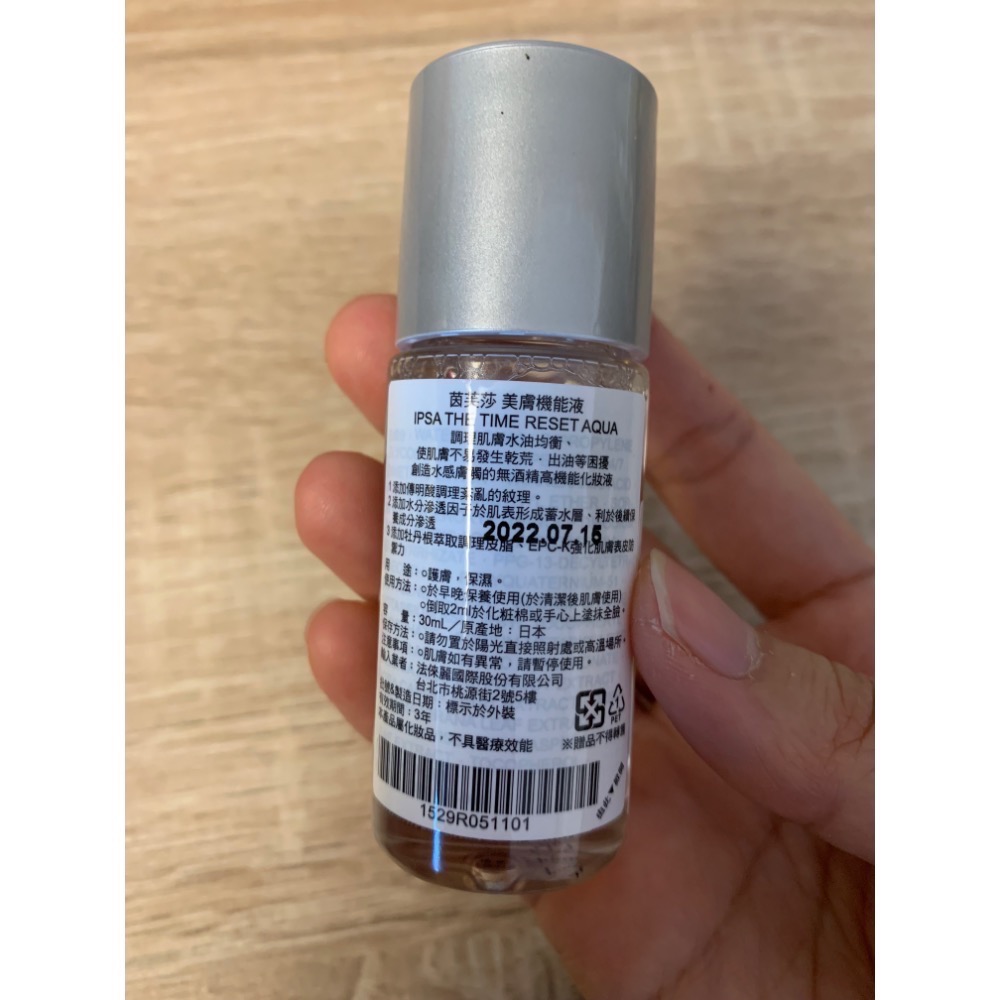 茵芙莎 美膚機能液
IPSA THE TIME RESET AQUA
調理肌膚水油均衡、
使肌膚不易發生乾荒、出油等困擾
創造水感膚觸的無酒精高機能化妝液
1 添加傳明酸調理紊亂的紋理。
2 添加水分滲透因子於肌表形成蓄水層、利於後續保
養成分滲透
2022.07.15
3 添加牡丹根萃取調理皮脂、EPC-K強化肌膚表皮防
禦力
用 途：○護膚，保濕。
使用方法：○於早晚保養使用(於清潔後肌膚使用)
○倒取2ml於化粧棉或手心上塗抹全臉。
容 量：30mL／原產地：日本
保存方法：○請勿置於陽光直接照射處或高溫場所。
注意事項：○肌膚如有異常，請暫停使用。
輸入業者：法倈麗國際股份有限公司
台北市桃源街2號5樓
批號&製造日期：標示於外裝
有效期間：3年
本產品屬化妝品，不具醫療效能 ※贈品不得轉售
PET
1529R051101
由此▼撕開